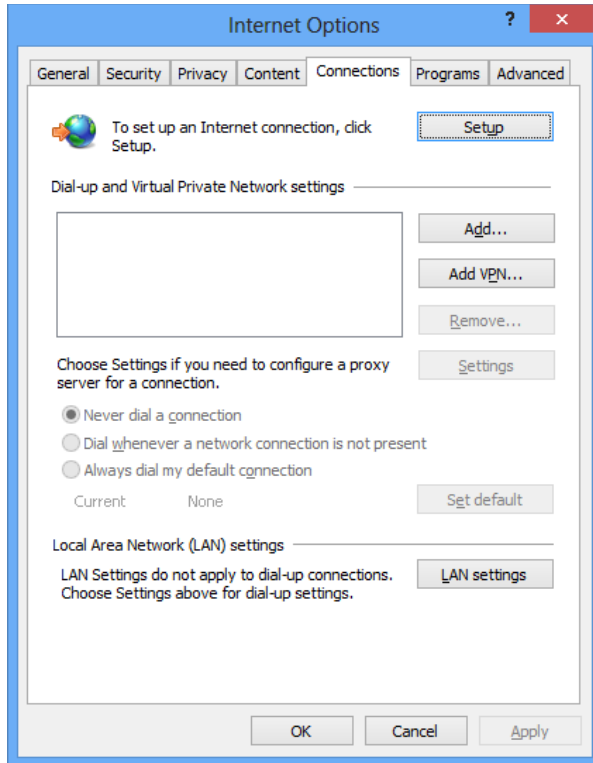 Internet Options
?
General Security Privacy Content Connections Programs Advanced
To set up an Internet connection, click
Setup.
Setup
Dial-up and Virtual Private Network settings
Add...
Add VPN...
Remove...
Choose Settings if you need to configure a proxy
server for a connection.
Settings
Never dial a connection
Dial whenever a network connection is not present
Always dial my default connection
Current None
Set default
Local Area Network (LAN) settings
LAN Settings do not apply to dial-up connections.
Choose Settings above for dial-up settings.
LAN settings
OK Cancel Apply